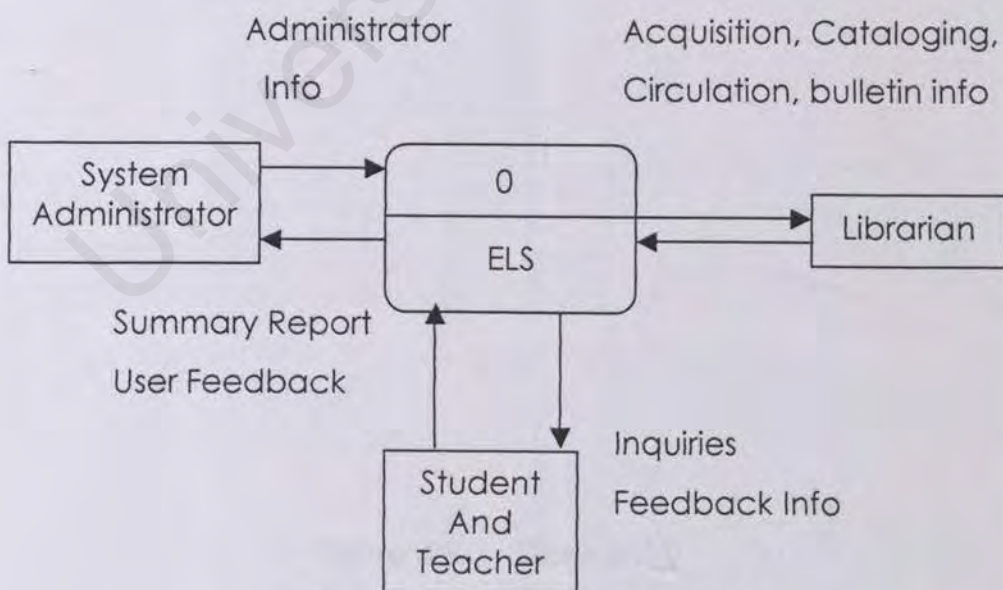 Administrator
Info
Acquisition, Cataloging,
Circulation, bulletin info
System
Administrator
0
ELS
Librarian
Summary Report
User Feedback
Inquiries
Feedback Info
Student
And
Teacher
Univers